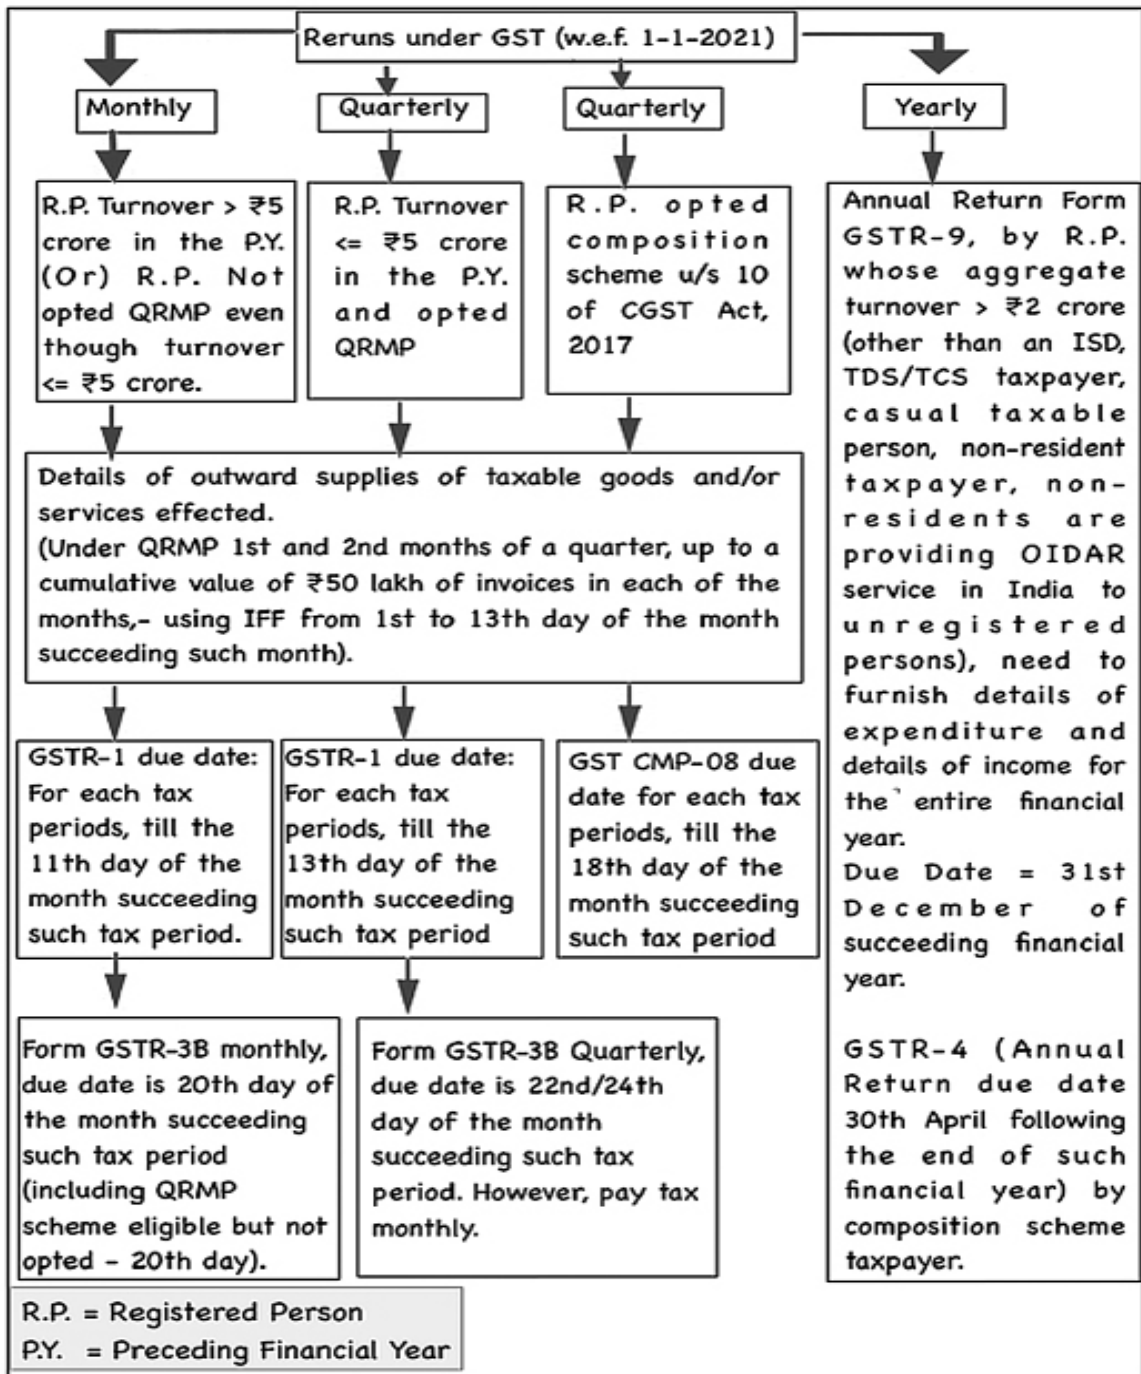 Reruns under GST (w.e.f. 1-1-2021)
Monthly
Quarterly
Quarterly
Yearly
R.P. Turnover > ₹5
crore in the P.Y.
(Or) R.P. Not
opted QRMP even
though turnover
<= ₹5 crore.
R.P. Turnover
<= ₹5 crore
in the P.Y.
and opted
QRMP
R.P. opted
composition
scheme u/s 10
of CGST Act,
2017
Details of outward supplies of taxable goods and/or
services effected.
(Under QRMP 1st and 2nd months of a quarter, up to a
cumulative value of ₹50 lakh of invoices in each of the
months,- using IFF from 1st to 13th day of the month
succeeding such month).
GSTR-1 due date:
For each tax
periods, till the
11th day of the
month succeeding
such tax period.
GSTR-1 due date:
For each tax
periods, till the
13th day of the
month succeeding
such tax period
GST CMP-08 due
date for each tax
periods, till the
18th day of the
month succeeding
such tax period
Form GSTR-3B monthly,
due date is 20th day of
the month succeeding
such tax period
(including QRMP
scheme eligible but not
opted - 20th day).
Form GSTR-3B Quarterly,
due date is 22nd/24th
day of the month
succeeding such tax
period. However, pay tax
monthly.
Annual Return Form
GSTR-9, by R.P.
whose aggregate
turnover > ₹2 crore
(other than an ISD,
TDS/TCS taxpayer,
casual taxable
person, non-resident
taxpayer, non-
residents are
providing OIDAR
service in India to
unregistered
persons), need to
furnish details of
expenditure and
details of income for
the entire financial
year.
Due Date = 31st
December of
succeeding financial
year.
GSTR-4 (Annual
Return due date
30th April following
the end of such
financial year) by
composition scheme
taxpayer.
R.P. = Registered Person
P.Y. = Preceding Financial Year